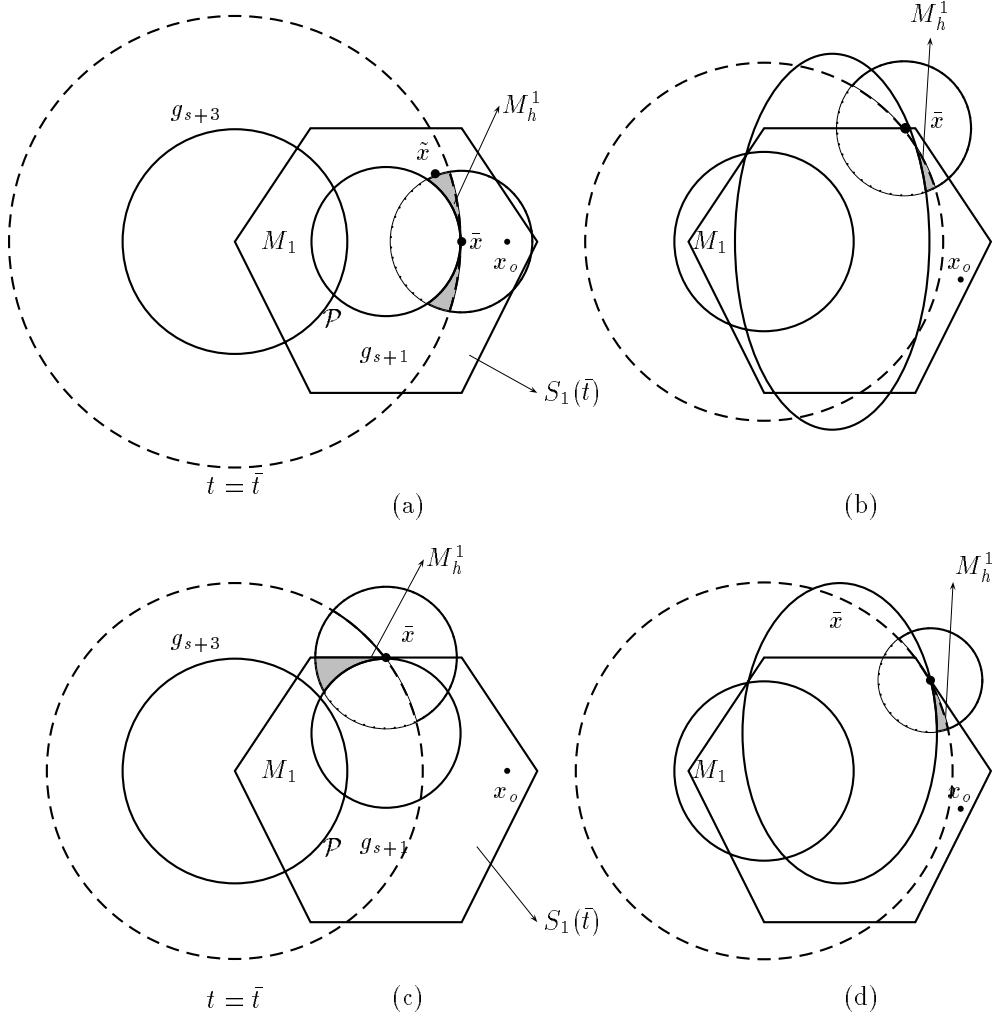 M_h^1
g_{s+3}
M_h^1
x̃
x̄
M_1
x̄
M_1
x_o
x_o
𝒫
g_{s+1}
S_1(t̄)
t = t̄
(a)
(b)
M_h^1
M_h^1
x̄
x̄
g_{s+3}
M_1
M_1
x_o
x_o
𝒫 g_{s+1}
S_1(t̄)
t = t̄
(c)
(d)